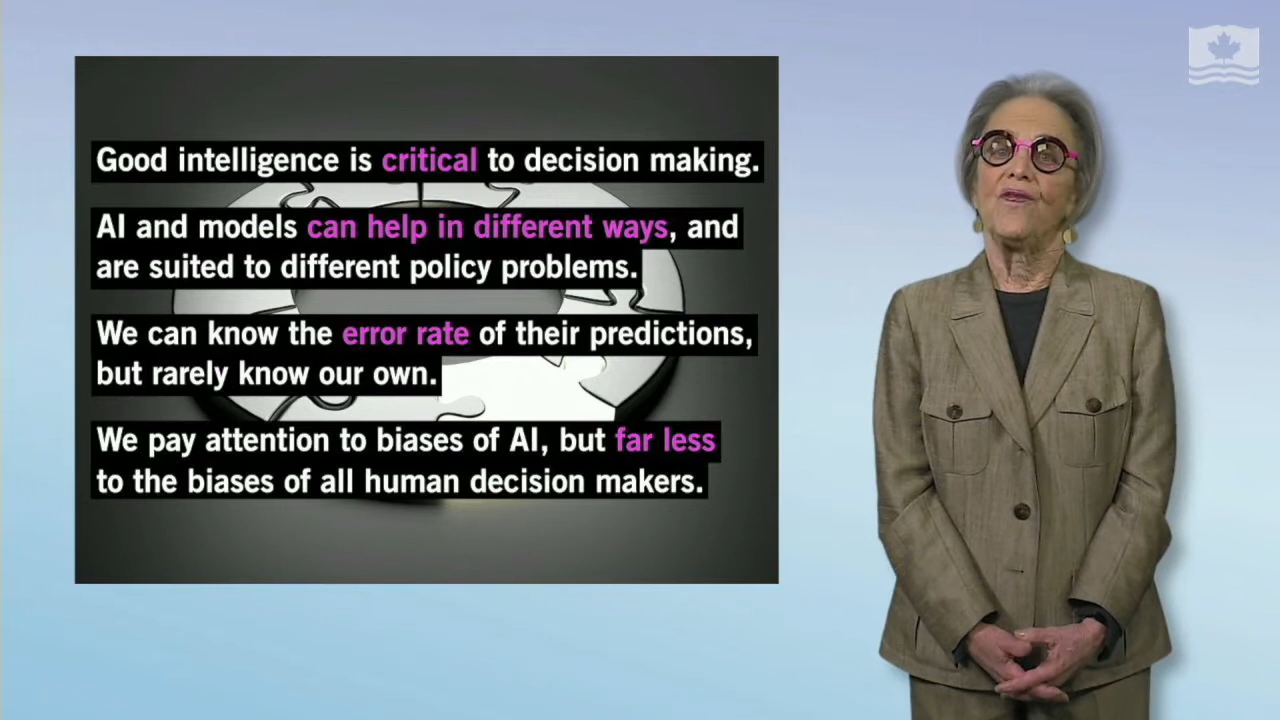 Good intelligence is critical to decision making.
AI and models can help in different ways, and
are suited to different policy problems.
We can know the error rate of their predictions,
but rarely know our own.
We pay attention to biases of AI, but far less
to the biases of all human decision makers.